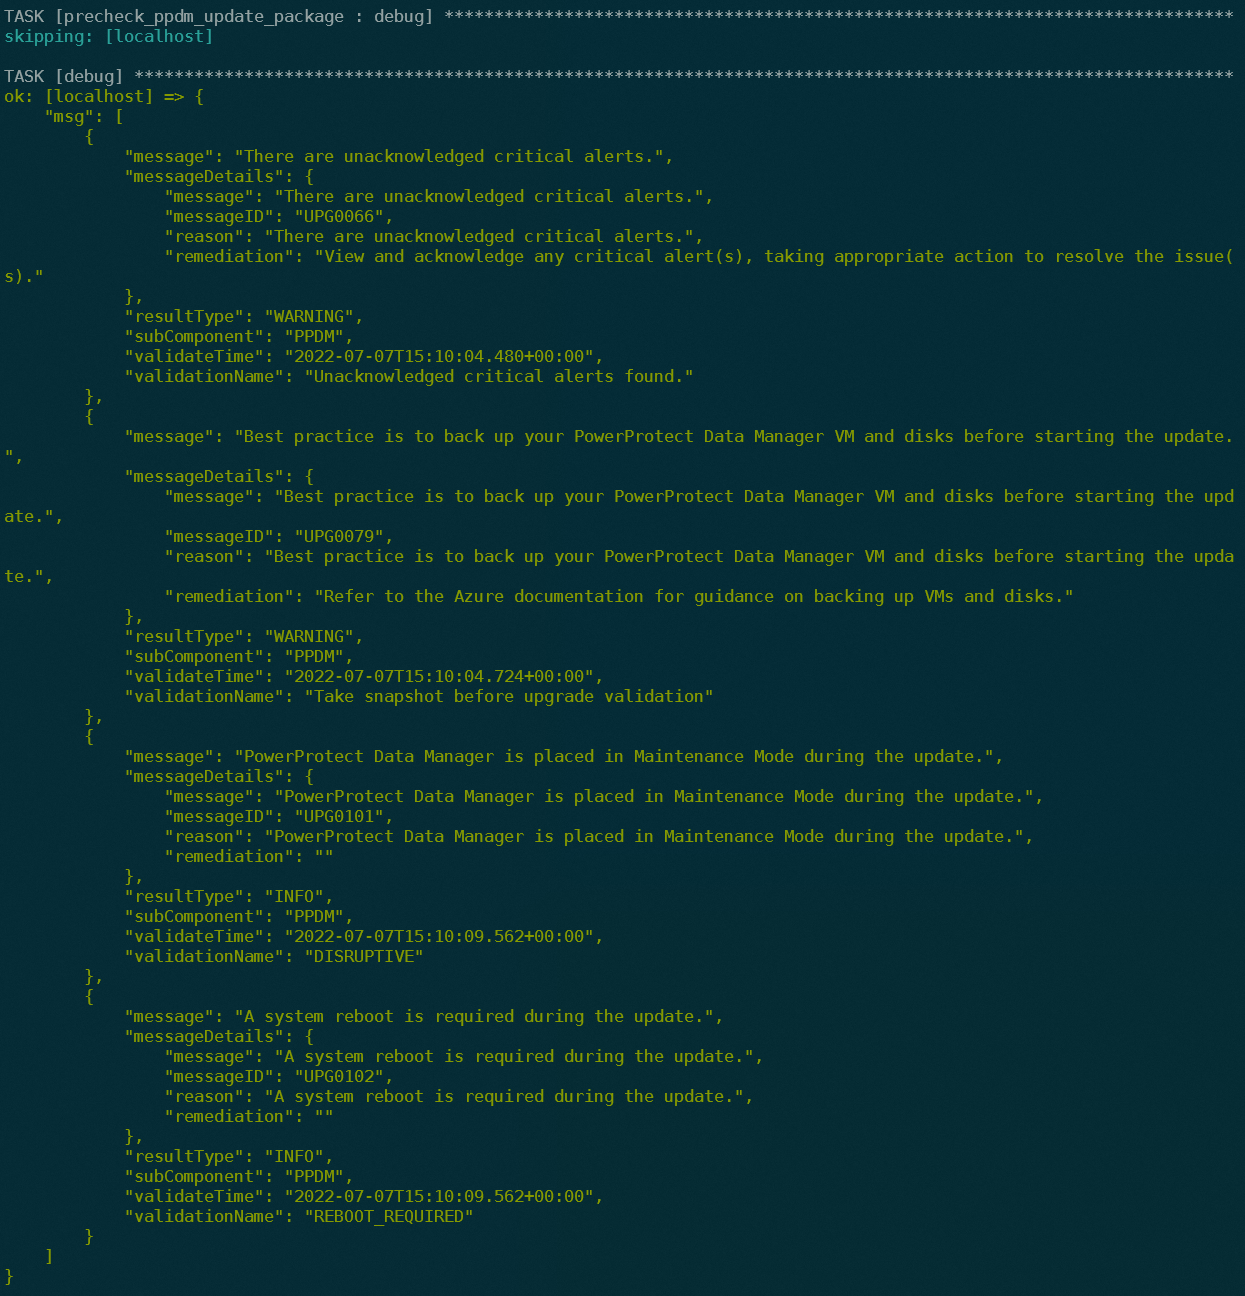 TASK [precheck_ppdm_update_package : debug] *******************************************************************************
skipping: [localhost]
TASK [debug] **************************************************************************************************************
ok: [localhost] => {
    "msg": [
        {
            "message": "There are unacknowledged critical alerts.",
            "messageDetails": {
                "message": "There are unacknowledged critical alerts.",
                "messageID": "UPG0066",
                "reason": "There are unacknowledged critical alerts.",
                "remediation": "View and acknowledge any critical alert(s), taking appropriate action to resolve the issue(
s)."
            },
            "resultType": "WARNING",
            "subComponent": "PPDM",
            "validateTime": "2022-07-07T15:10:04.480+00:00",
            "validationName": "Unacknowledged critical alerts found."
        },
        {
            "message": "Best practice is to back up your PowerProtect Data Manager VM and disks before starting the update.
",
            "messageDetails": {
                "message": "Best practice is to back up your PowerProtect Data Manager VM and disks before starting the upd
ate.",
                "messageID": "UPG0079",
                "reason": "Best practice is to back up your PowerProtect Data Manager VM and disks before starting the upda
te.",
                "remediation": "Refer to the Azure documentation for guidance on backing up VMs and disks."
            },
            "resultType": "WARNING",
            "subComponent": "PPDM",
            "validateTime": "2022-07-07T15:10:04.724+00:00",
            "validationName": "Take snapshot before upgrade validation"
        },
        {
            "message": "PowerProtect Data Manager is placed in Maintenance Mode during the update.",
            "messageDetails": {
                "message": "PowerProtect Data Manager is placed in Maintenance Mode during the update.",
                "messageID": "UPG0101",
                "reason": "PowerProtect Data Manager is placed in Maintenance Mode during the update.",
                "remediation": ""
            },
            "resultType": "INFO",
            "subComponent": "PPDM",
            "validateTime": "2022-07-07T15:10:09.562+00:00",
            "validationName": "DISRUPTIVE"
        },
        {
            "message": "A system reboot is required during the update.",
            "messageDetails": {
                "message": "A system reboot is required during the update.",
                "messageID": "UPG0102",
                "reason": "A system reboot is required during the update.",
                "remediation": ""
            },
            "resultType": "INFO",
            "subComponent": "PPDM",
            "validateTime": "2022-07-07T15:10:09.562+00:00",
            "validationName": "REBOOT_REQUIRED"
        }
    ]
}